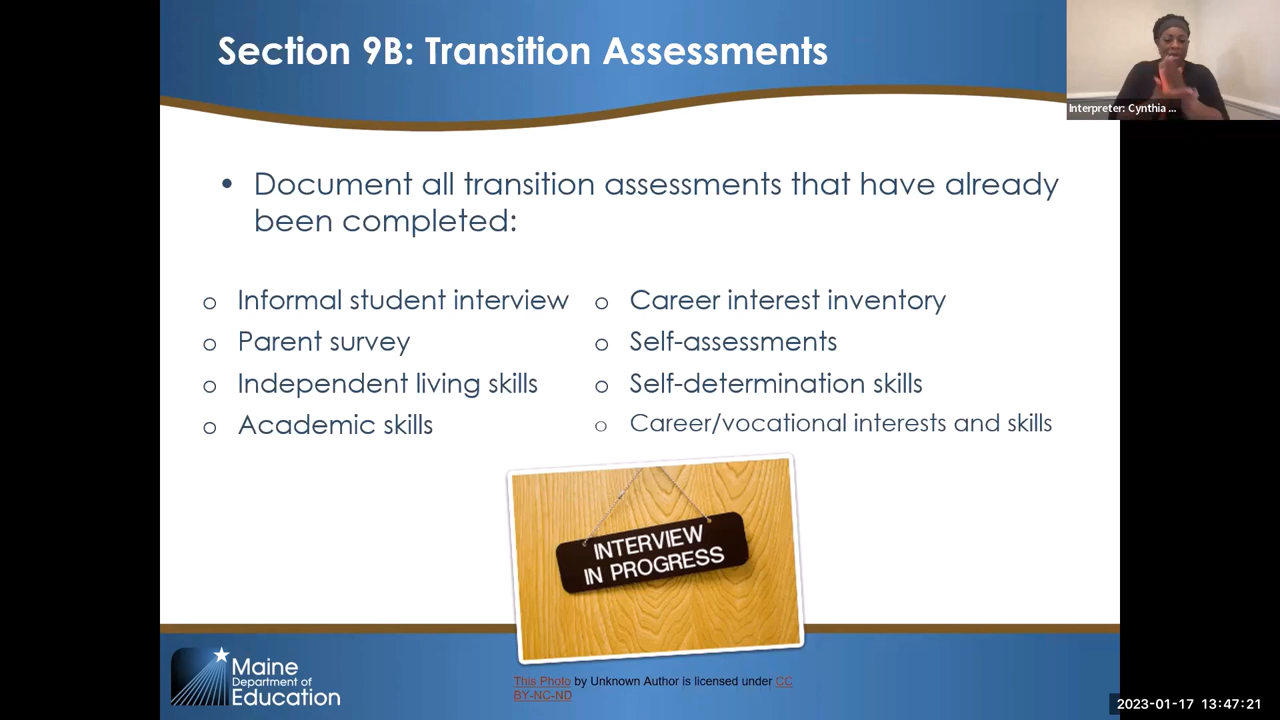 Section 9B: Transition Assessments
Interpreter: Cynthia ...
• Document all transition assessments that have already
been completed:
o Informal student interview
o Parent survey
o Independent living skills
o Academic skills
o Career interest inventory
o Self-assessments
o Self-determination skills
o Career/vocational interests and skills
INTERVIEW
IN PROGRESS
Maine
Department of
Education
This Photo by Unknown Author is licensed under CC
BY-NC-ND
2023-01-17 13:47:21